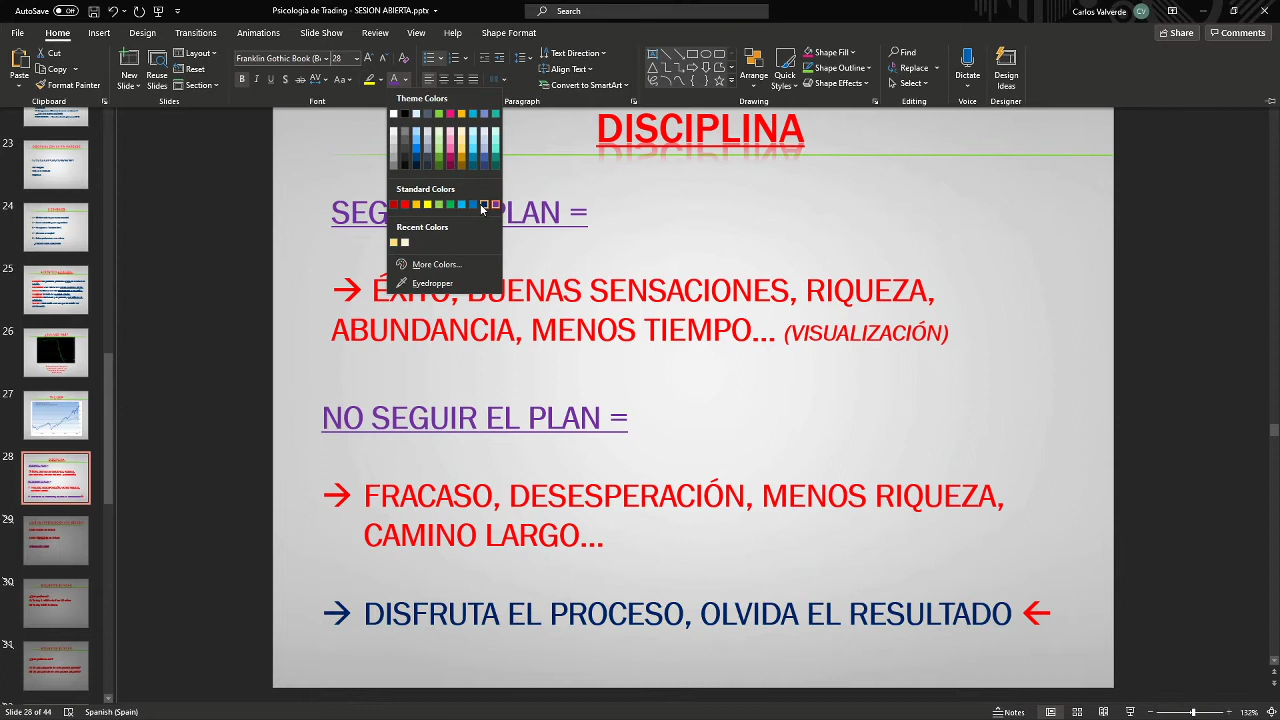 AutoSave Off
Psicologia de Trading - SESION ABIERTA.pptx
Search
Carlos Valverde CV
File Home Insert Design Transitions Animations Slide Show Review View Help Shape Format
Share Comments
Paste
Cut
Copy
Format Painter
Clipboard
New Slides
Reuse Slides
Layout
Reset
Section
Slides
Franklin Gothic Book (B 28
Font
Text Direction
Align Text
Convert to SmartArt
Paragraph
Shape Fill
Shape Outline
Shape Effects
Arrange
Quick Styles
Drawing
Find
Replace
Select
Editing
Dictate
Voice
Design Ideas
Designer
Theme Colors
Standard Colors
Recent Colors
More Colors...
Eyedropper
23
24
25
26
27
28
29
30
31
DISCIPLINA
SEG PLAN =
→ ÉXITO, BUENAS SENSACIONES, RIQUEZA,
ABUNDANCIA, MENOS TIEMPO... (VISUALIZACIÓN)
NO SEGUIR EL PLAN =
→ FRACASO, DESESPERACIÓN, MENOS RIQUEZA,
CAMINO LARGO...
→ DISFRUTA EL PROCESO, OLVIDA EL RESULTADO ←
Slide 28 of 44
Spanish (Spain)
Notes
132%